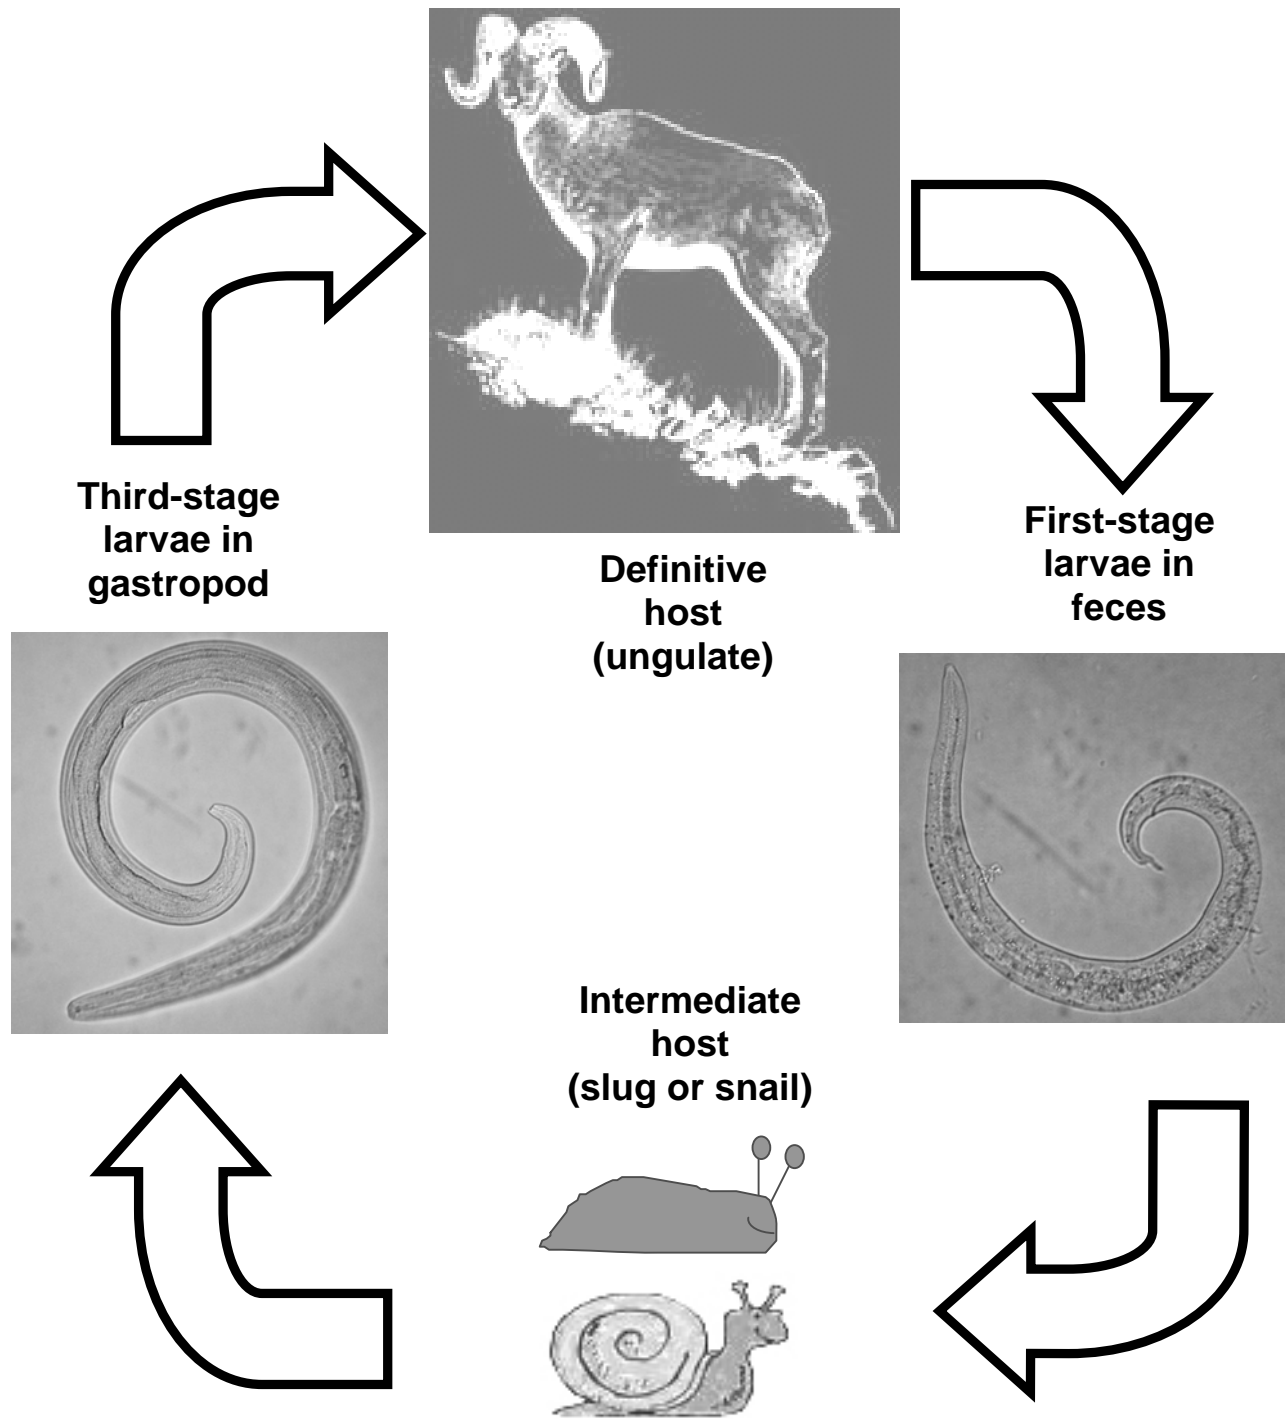 Third-stage
larvae in
gastropod
Definitive
host
(ungulate)
First-stage
larvae in
feces
Intermediate
host
(slug or snail)